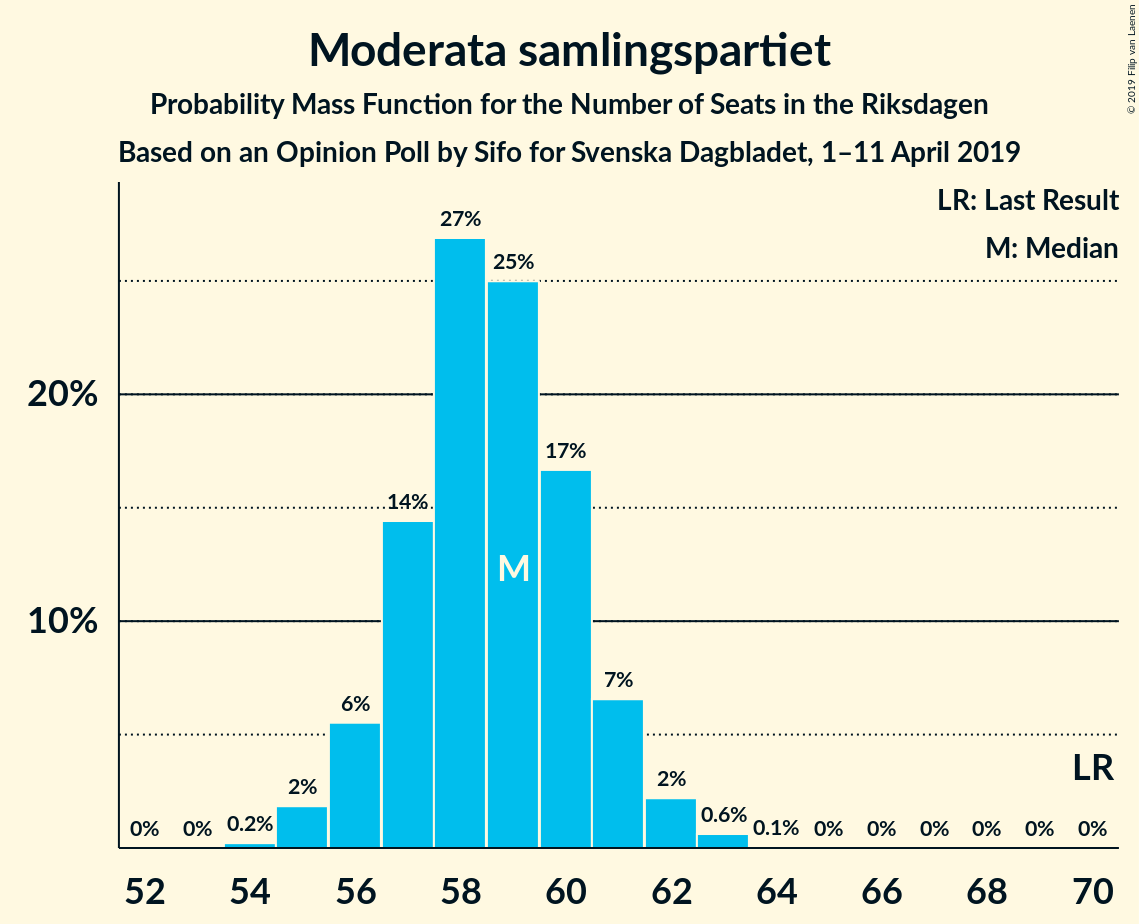 Moderata samlingspartiet
Probability Mass Function for the Number of Seats in the Riksdagen
Based on an Opinion Poll by Sifo for Svenska Dagbladet, 1–11 April 2019
© 2019 Filip van Laenen
LR: Last Result
M: Median
27%
25%
20%
17%
14%
M
10%
7%
6%
LR
2%
2%
0.6%
0% 0% 0.2% 0.1% 0% 0% 0% 0% 0% 0%
52 54 56 58 60 62 64 66 68 70